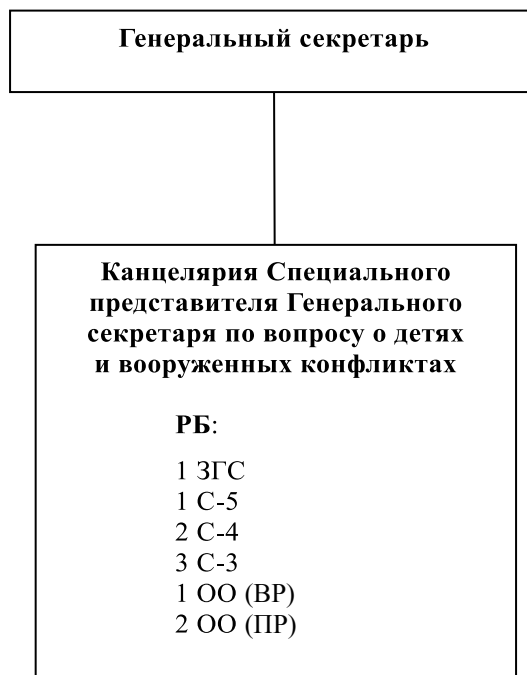 Генеральный секретарь
Канцелярия Специального
представителя Генерального
секретаря по вопросу о детях
и вооруженных конфликтах
РБ:
1 ЗГС
1 С-5
2 С-4
3 С-3
1 ОО (ВР)
2 ОО (ПР)